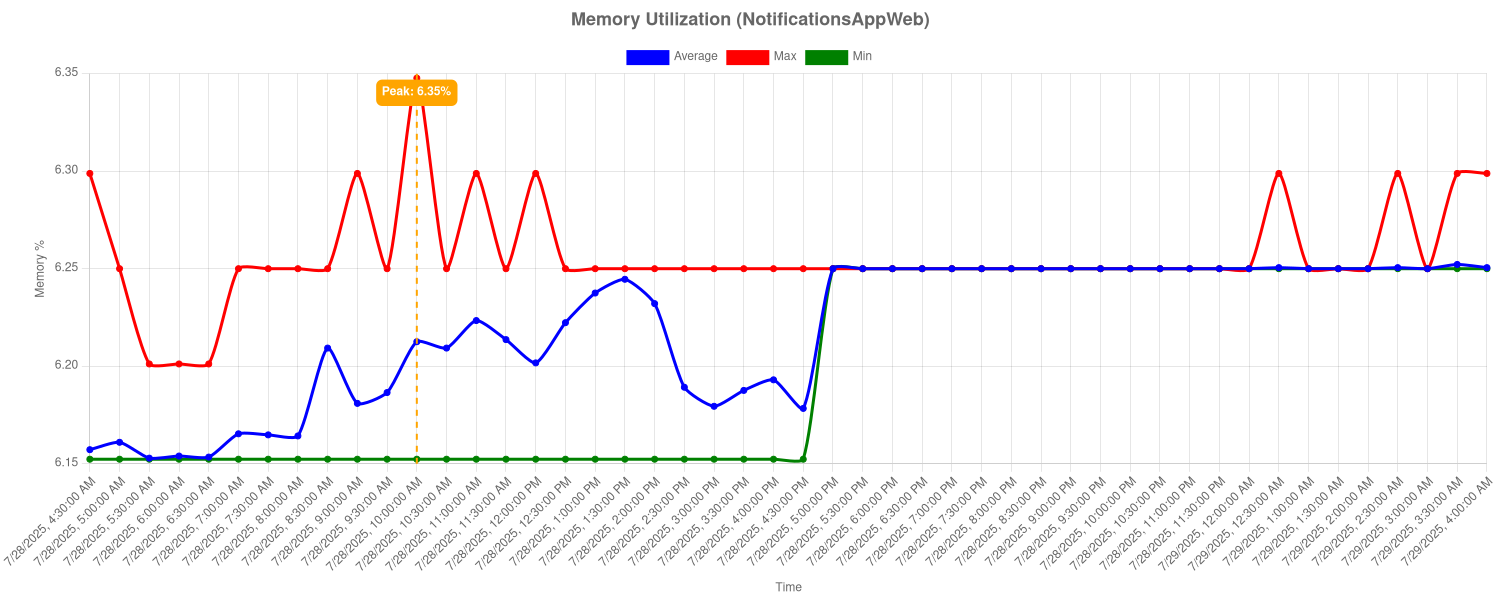 Memory Utilization (NotificationsAppWeb)
Average Max Min
6.35
Peak: 6.35%
6.30
6.25
6.20
6.15
Memory %
7/28/2025, 4:30:00 AM
7/28/2025, 5:00:00 AM
7/28/2025, 5:30:00 AM
7/28/2025, 6:00:00 AM
7/28/2025, 6:30:00 AM
7/28/2025, 7:00:00 AM
7/28/2025, 7:30:00 AM
7/28/2025, 8:00:00 AM
7/28/2025, 8:30:00 AM
7/28/2025, 9:00:00 AM
7/28/2025, 9:30:00 AM
7/28/2025, 10:00:00 AM
7/28/2025, 10:30:00 AM
7/28/2025, 11:00:00 AM
7/28/2025, 11:30:00 AM
7/28/2025, 12:00:00 PM
7/28/2025, 12:30:00 PM
7/28/2025, 1:00:00 PM
7/28/2025, 1:30:00 PM
7/28/2025, 2:00:00 PM
7/28/2025, 2:30:00 PM
7/28/2025, 3:00:00 PM
7/28/2025, 3:30:00 PM
7/28/2025, 4:00:00 PM
7/28/2025, 4:30:00 PM
7/28/2025, 5:00:00 PM
7/28/2025, 5:30:00 PM
7/28/2025, 6:00:00 PM
7/28/2025, 6:30:00 PM
7/28/2025, 7:00:00 PM
7/28/2025, 7:30:00 PM
7/28/2025, 8:00:00 PM
7/28/2025, 8:30:00 PM
7/28/2025, 9:00:00 PM
7/28/2025, 9:30:00 PM
7/28/2025, 10:00:00 PM
7/28/2025, 10:30:00 PM
7/28/2025, 11:00:00 PM
7/28/2025, 11:30:00 PM
7/29/2025, 12:00:00 AM
7/29/2025, 12:30:00 AM
7/29/2025, 1:00:00 AM
7/29/2025, 1:30:00 AM
7/29/2025, 2:00:00 AM
7/29/2025, 2:30:00 AM
7/29/2025, 3:00:00 AM
7/29/2025, 3:30:00 AM
7/29/2025, 4:00:00 AM
Time